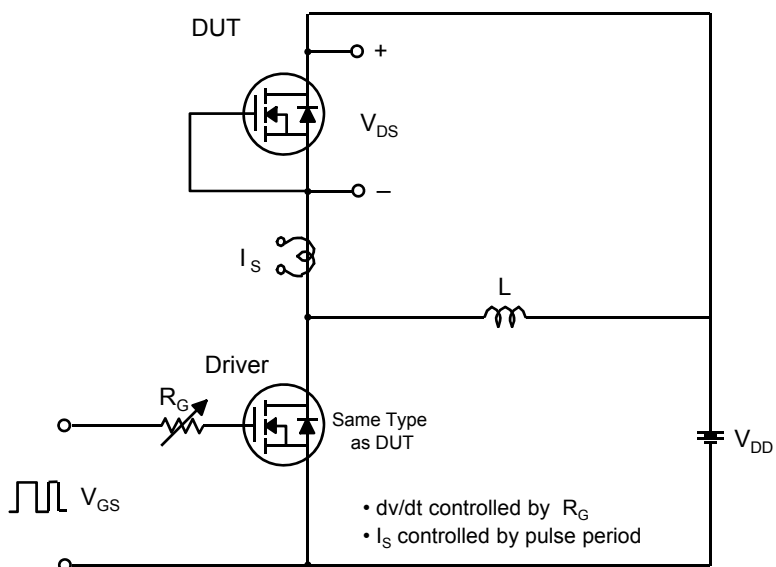 DUT
+
V_DS
–
I_S
L
Driver
R_G
Same Type
as DUT
V_DD
V_GS
• dv/dt controlled by R_G
• I_S controlled by pulse period